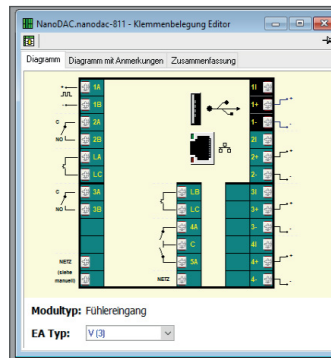 NanoDAC.nanodac-811 - Klemmenbelegung Editor
Diagramm Diagramm mit Anmerkungen Zusammenfassung
1A
1B
C 2A
NO 2B
LA
LC
C 3A
NO 3B
NETZ
(siehe
manuell)
LB
LC
4A
C
5A
NETZ
1I
1+
1-
2I
2+
2-
3I
3+
3-
4I
4+
4-
Modultyp: Fühlereingang
EA Typ: V (3)